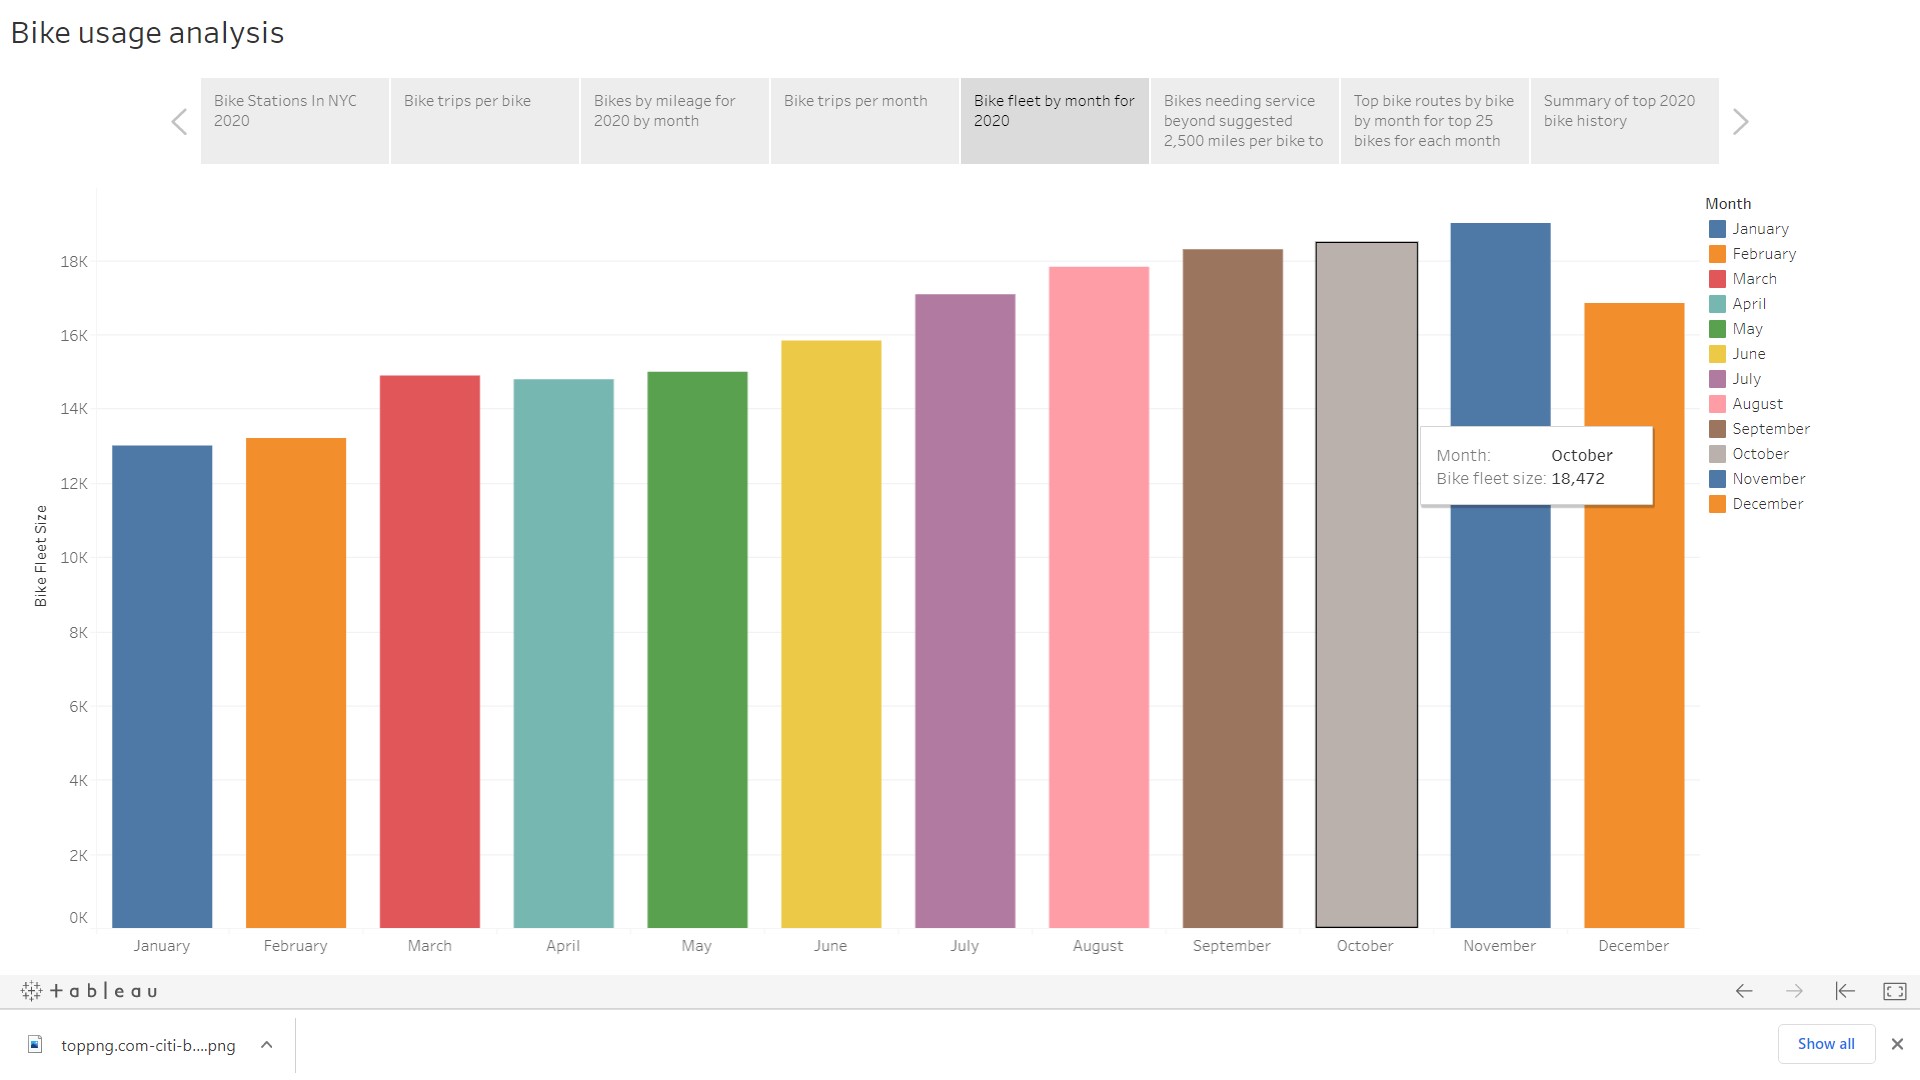 Bike usage analysis
Bike Stations In NYC
2020
Bike trips per bike
Bikes by mileage for
2020 by month
Bike trips per month
Bike fleet by month for
2020
Bikes needing service
beyond suggested
2,500 miles per bike to
Top bike routes by bike
by month for top 25
bikes for each month
Summary of top 2020
bike history
Bike Fleet Size
18K
16K
14K
12K
10K
8K
6K
4K
2K
0K
Month: October
Bike fleet size: 18,472
January
February
March
April
May
June
July
August
September
October
November
December
Month
January
February
March
April
May
June
July
August
September
October
November
December
+ableau
toppng.com-citi-b....png
Show all